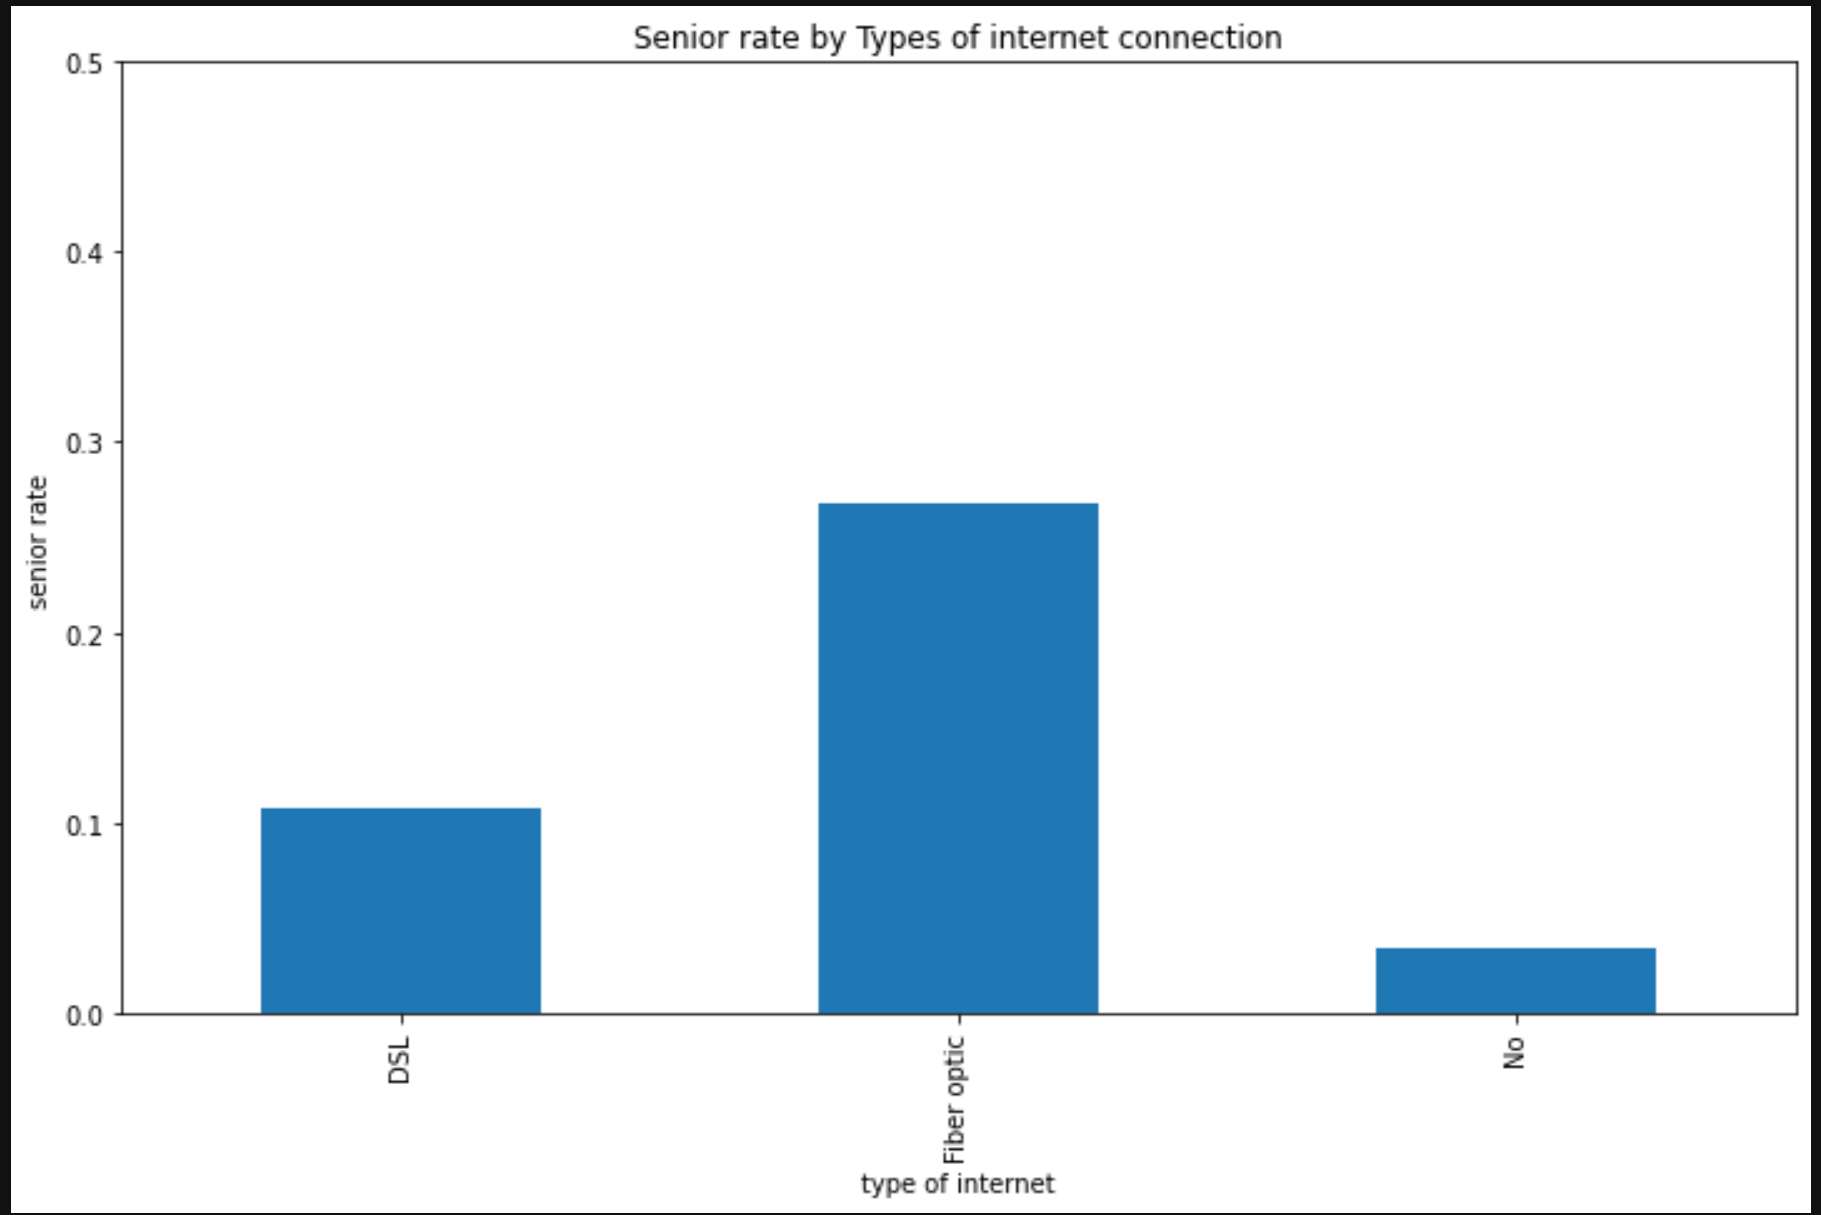 Senior rate by Types of internet connection
0.5
0.4
0.3
0.2
0.1
0.0
senior rate
DSL
Fiber optic
No
type of internet